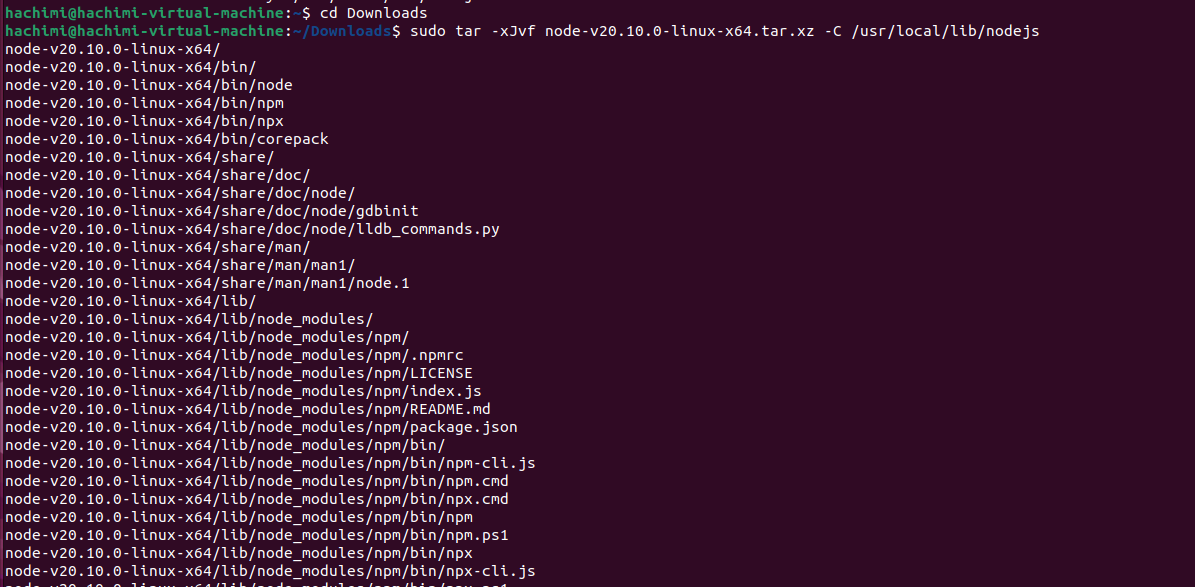 hachimi@hachimi-virtual-machine:~$ cd Downloads
hachimi@hachimi-virtual-machine:~/Downloads$ sudo tar -xJvf node-v20.10.0-linux-x64.tar.xz -C /usr/local/lib/nodejs
node-v20.10.0-linux-x64/
node-v20.10.0-linux-x64/bin/
node-v20.10.0-linux-x64/bin/node
node-v20.10.0-linux-x64/bin/npm
node-v20.10.0-linux-x64/bin/npx
node-v20.10.0-linux-x64/bin/corepack
node-v20.10.0-linux-x64/share/
node-v20.10.0-linux-x64/share/doc/
node-v20.10.0-linux-x64/share/doc/node/
node-v20.10.0-linux-x64/share/doc/node/gdbinit
node-v20.10.0-linux-x64/share/doc/node/lldb_commands.py
node-v20.10.0-linux-x64/share/man/
node-v20.10.0-linux-x64/share/man/man1/
node-v20.10.0-linux-x64/share/man/man1/node.1
node-v20.10.0-linux-x64/lib/
node-v20.10.0-linux-x64/lib/node_modules/
node-v20.10.0-linux-x64/lib/node_modules/npm/
node-v20.10.0-linux-x64/lib/node_modules/npm/.npmrc
node-v20.10.0-linux-x64/lib/node_modules/npm/LICENSE
node-v20.10.0-linux-x64/lib/node_modules/npm/index.js
node-v20.10.0-linux-x64/lib/node_modules/npm/README.md
node-v20.10.0-linux-x64/lib/node_modules/npm/package.json
node-v20.10.0-linux-x64/lib/node_modules/npm/bin/
node-v20.10.0-linux-x64/lib/node_modules/npm/bin/npm-cli.js
node-v20.10.0-linux-x64/lib/node_modules/npm/bin/npm.cmd
node-v20.10.0-linux-x64/lib/node_modules/npm/bin/npx.cmd
node-v20.10.0-linux-x64/lib/node_modules/npm/bin/npm
node-v20.10.0-linux-x64/lib/node_modules/npm/bin/npm.ps1
node-v20.10.0-linux-x64/lib/node_modules/npm/bin/npx
node-v20.10.0-linux-x64/lib/node_modules/npm/bin/npx-cli.js